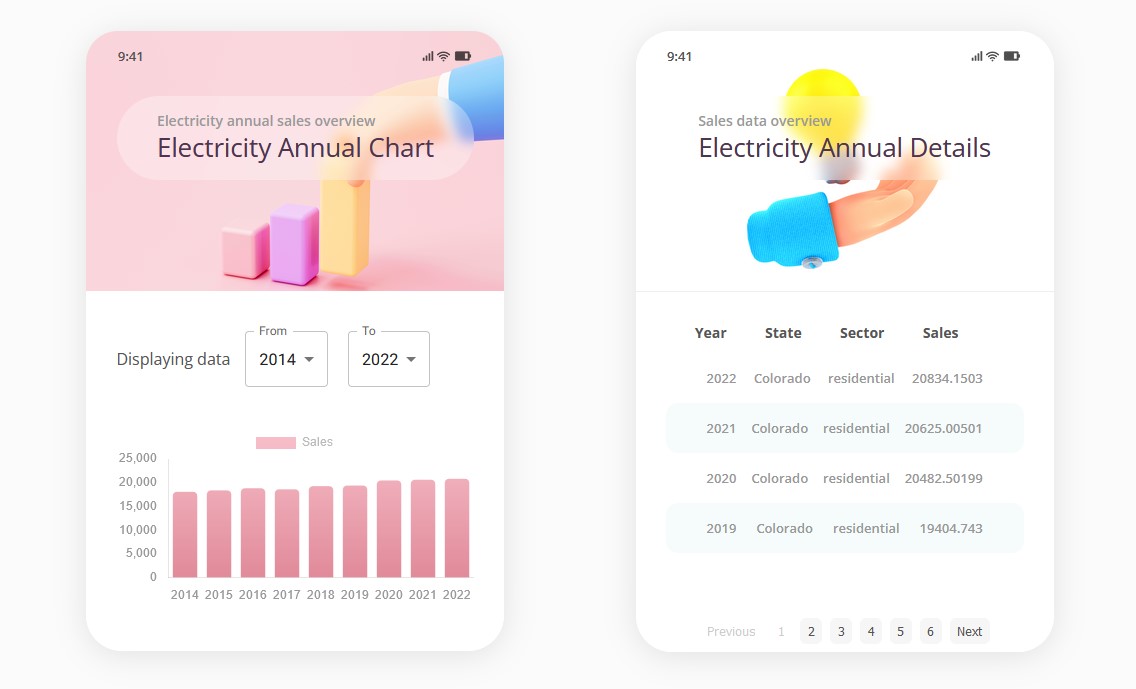 9:41
Electricity annual sales overview
Electricity Annual Chart
From
To
Displaying data 2014 2022
Sales
25,000
20,000
15,000
10,000
5,000
0
2014 2015 2016 2017 2018 2019 2020 2021 2022
9:41
Sales data overview
Electricity Annual Details
Year State Sector Sales
2022 Colorado residential 20834.1503
2021 Colorado residential 20625.00501
2020 Colorado residential 20482.50199
2019 Colorado residential 19404.743
Previous 1 2 3 4 5 6 Next